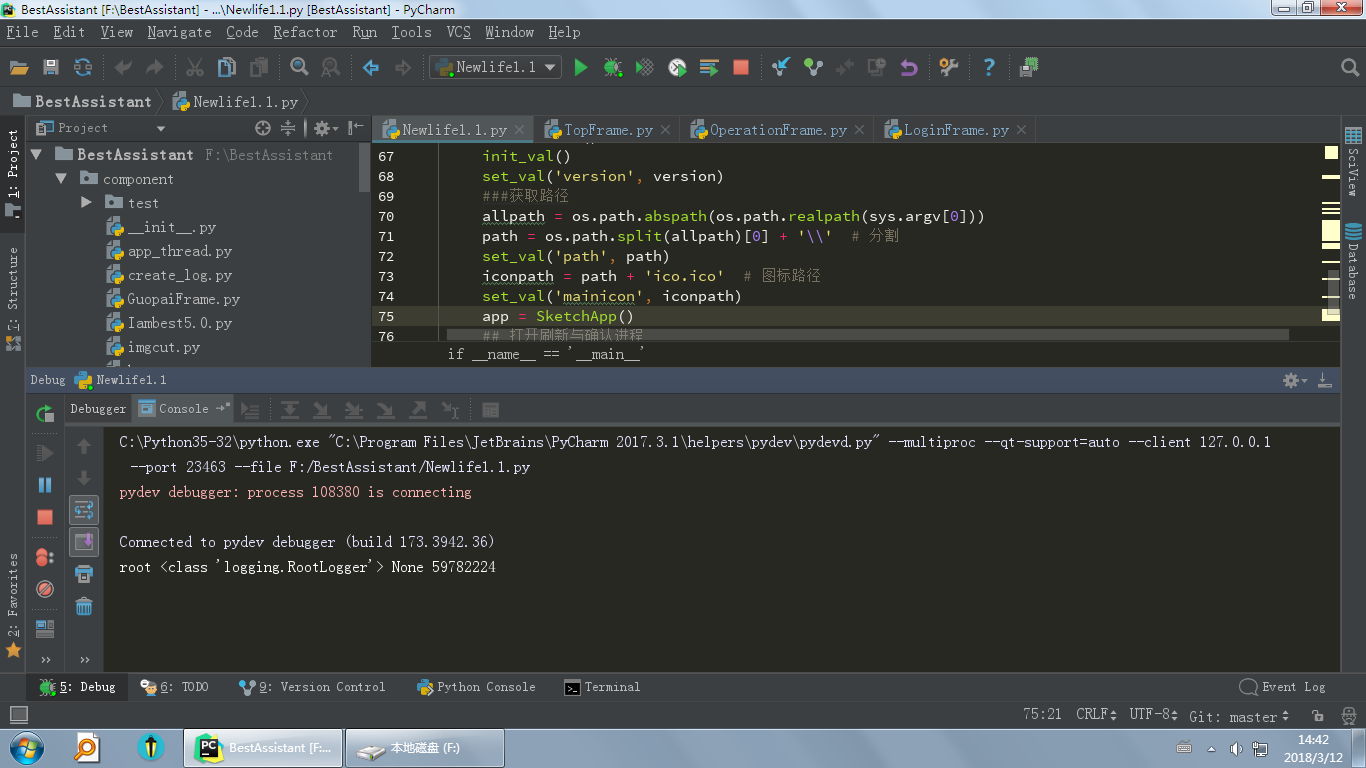 BestAssistant [F:\BestAssistant] - ...\Newlife1.1.py [BestAssistant] - PyCharm
File Edit View Navigate Code Refactor Run Tools VCS Window Help
Newlife1.1
BestAssistant Newlife1.1.py
Project
Newlife1.1.py TopFrame.py OperationFrame.py LoginFrame.py
1: Project
7: Structure
2: Favorites
SciView
Database
BestAssistant F:\BestAssistant
component
test
__init__.py
app_thread.py
create_log.py
GuopaiFrame.py
Iambest5.0.py
imgcut.py
67 init_val()
68 set_val('version', version)
69 ###获取路径
70 allpath = os.path.abspath(os.path.realpath(sys.argv[0]))
71 path = os.path.split(allpath)[0] + '\\' # 分割
72 set_val('path', path)
73 iconpath = path + 'ico.ico' # 图标路径
74 set_val('mainicon', iconpath)
75 app = SketchApp()
76 ## 打开刷新与确认进程
if __name__ == '__main__'
Debug Newlife1.1
Debugger Console
C:\Python35-32\python.exe "C:\Program Files\JetBrains\PyCharm 2017.3.1\helpers\pydev\pydevd.py" --multiproc --qt-support=auto --client 127.0.0.1
--port 23463 --file F:/BestAssistant/Newlife1.1.py
pydev debugger: process 108380 is connecting
Connected to pydev debugger (build 173.3942.36)
root <class 'logging.RootLogger'> None 59782224
5: Debug 6: TODO 9: Version Control Python Console Terminal Event Log
75:21 CRLF UTF-8 Git: master
BestAssistant [F:... 本地磁盘 (F:)
14:42
2018/3/12